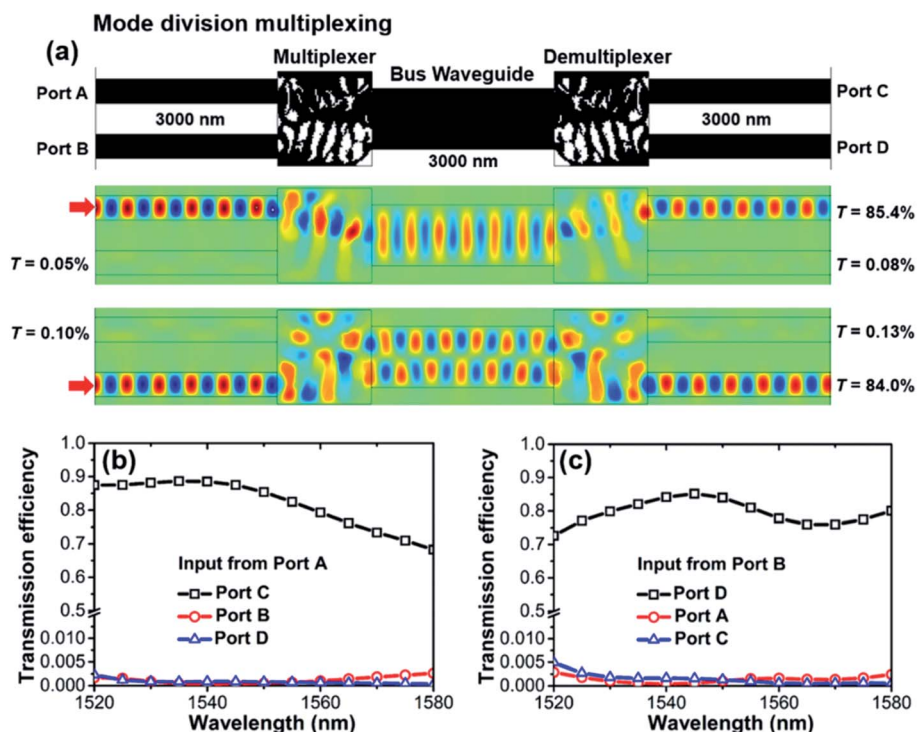 Mode division multiplexing
(a)
Multiplexer
Demultiplexer
Bus Waveguide
Port A
Port C
3000 nm
3000 nm
Port B
Port D
3000 nm
T = 85.4%
T = 0.05%
T = 0.08%
T = 0.10%
T = 0.13%
T = 84.0%
(b)
Transmission efficiency
1.0
0.9
0.8
0.7
0.6
0.5
0.010
0.005
0.000
Input from Port A
Port C
Port B
Port D
1520
1540
1560
1580
Wavelength (nm)
(c)
Transmission efficiency
1.0
0.9
0.8
0.7
0.6
0.5
0.010
0.005
0.000
Input from Port B
Port D
Port A
Port C
1520
1540
1560
1580
Wavelength (nm)